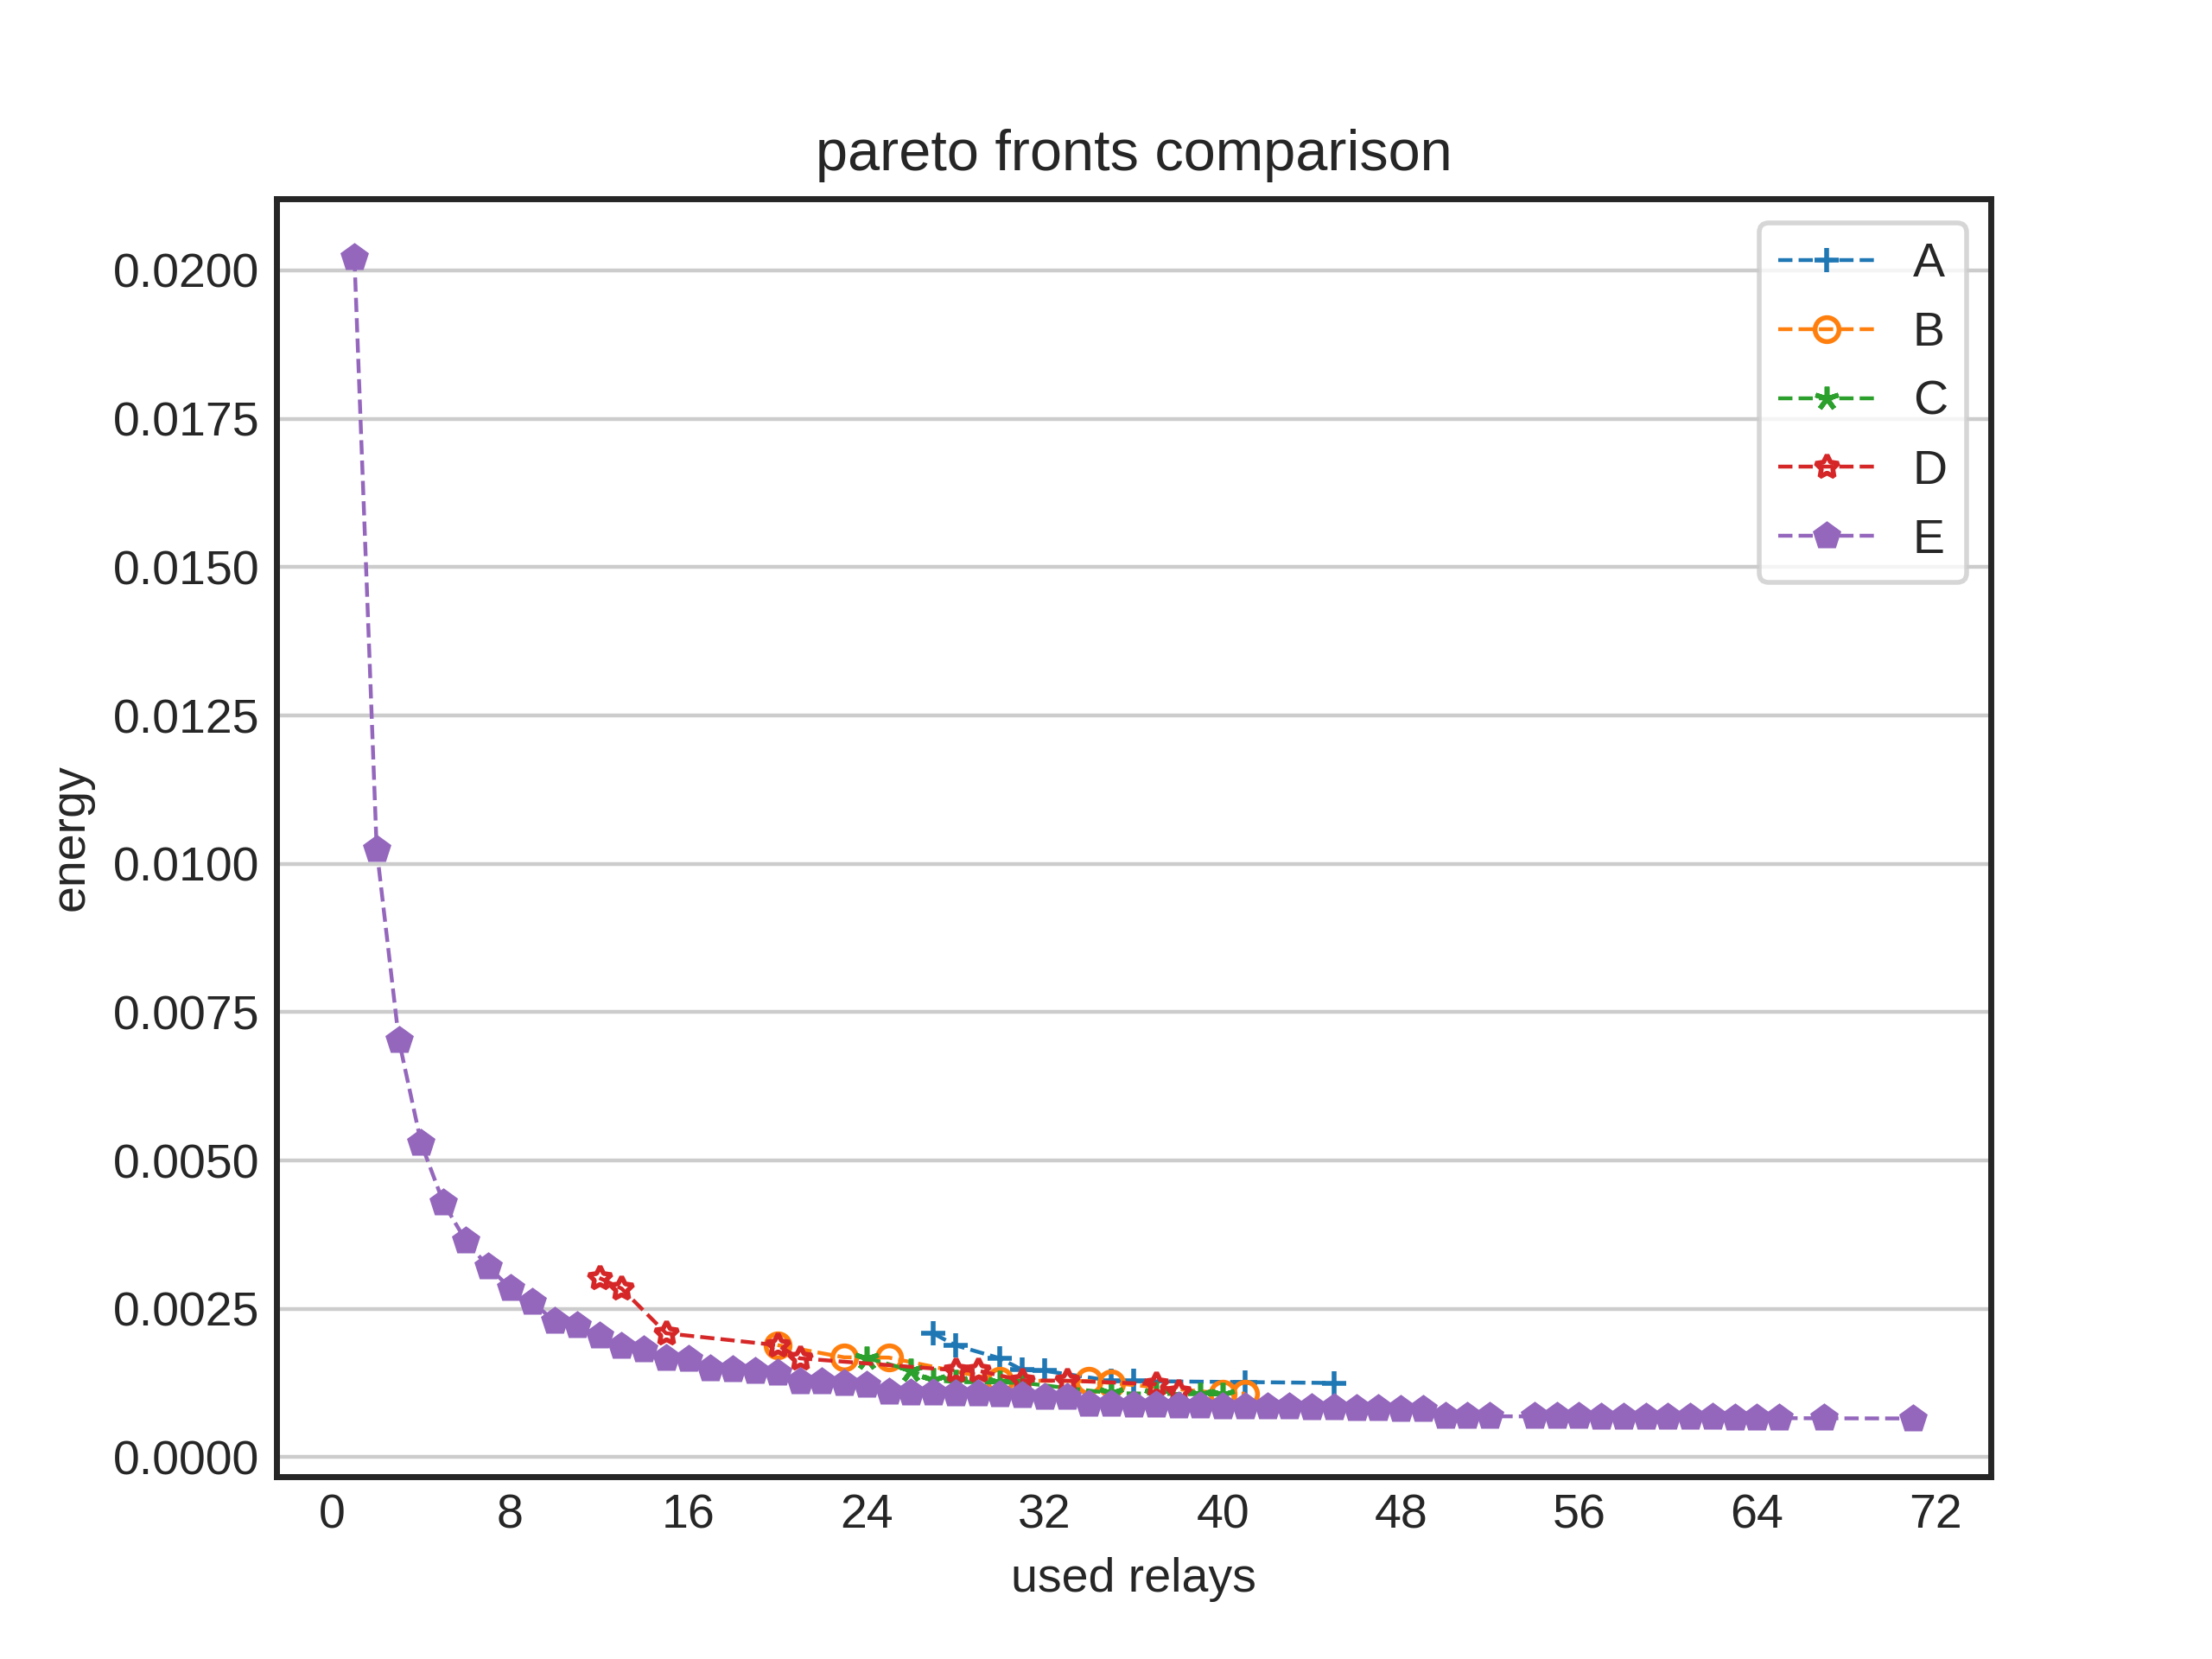 pareto fronts comparison
0.0200
0.0175
0.0150
0.0125
0.0100
0.0075
0.0050
0.0025
0.0000
energy
A
B
C
D
E
0 8 16 24 32 40 48 56 64 72
used relays